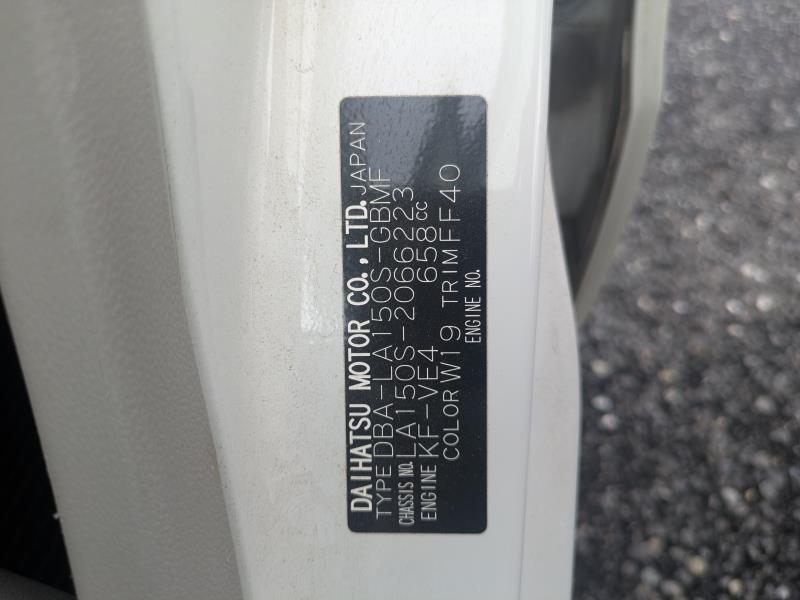 DAIHATSU MOTOR CO., LTD. JAPAN
TYPE DBA-LA150S-GBMF
CHASSIS NO. LA150S-2066223
ENGINE KF-VE4 658cc
COLOR W19 TRIM FF40
ENGINE NO.